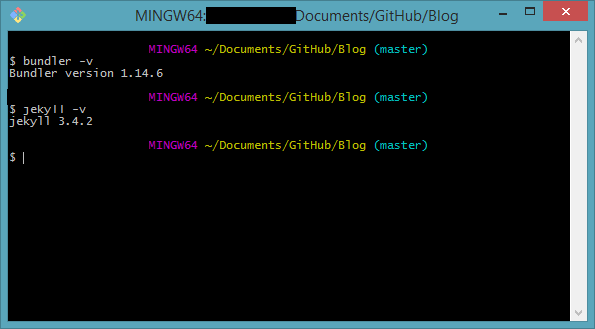 MINGW64: Documents/GitHub/Blog
MINGW64 ~/Documents/GitHub/Blog (master)
$ bundler -v
Bundler version 1.14.6
MINGW64 ~/Documents/GitHub/Blog (master)
$ jekyll -v
jekyll 3.4.2
MINGW64 ~/Documents/GitHub/Blog (master)
$